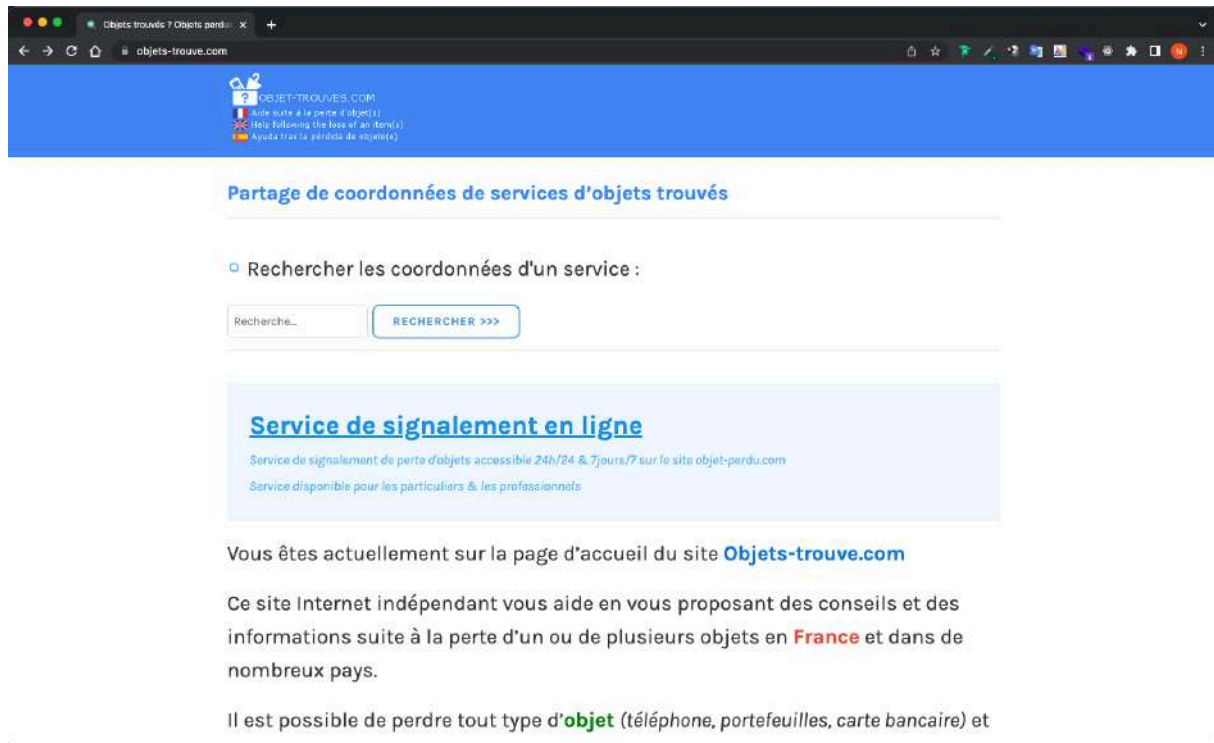 Objets trouvés ? Objets perdu
objets-trouve.com
?
OBJET-TROUVES.COM
Aide suite à la perte d'objet(s)
Help following the loss of an item(s)
Ayuda tras la pérdida de objeto(s)
Partage de coordonnées de services d'objets trouvés
Rechercher les coordonnées d'un service :
Recherche...
RECHERCHER >>>
Service de signalement en ligne
Service de signalement de perte d'objets accessible 24h/24 & 7jours/7 sur le site objet-perdu.com
Service disponible pour les particuliers & les professionnels
Vous êtes actuellement sur la page d'accueil du site Objets-trouve.com
Ce site Internet indépendant vous aide en vous proposant des conseils et des
informations suite à la perte d'un ou de plusieurs objets en France et dans de
nombreux pays.
Il est possible de perdre tout type d'objet (téléphone, portefeuilles, carte bancaire) et